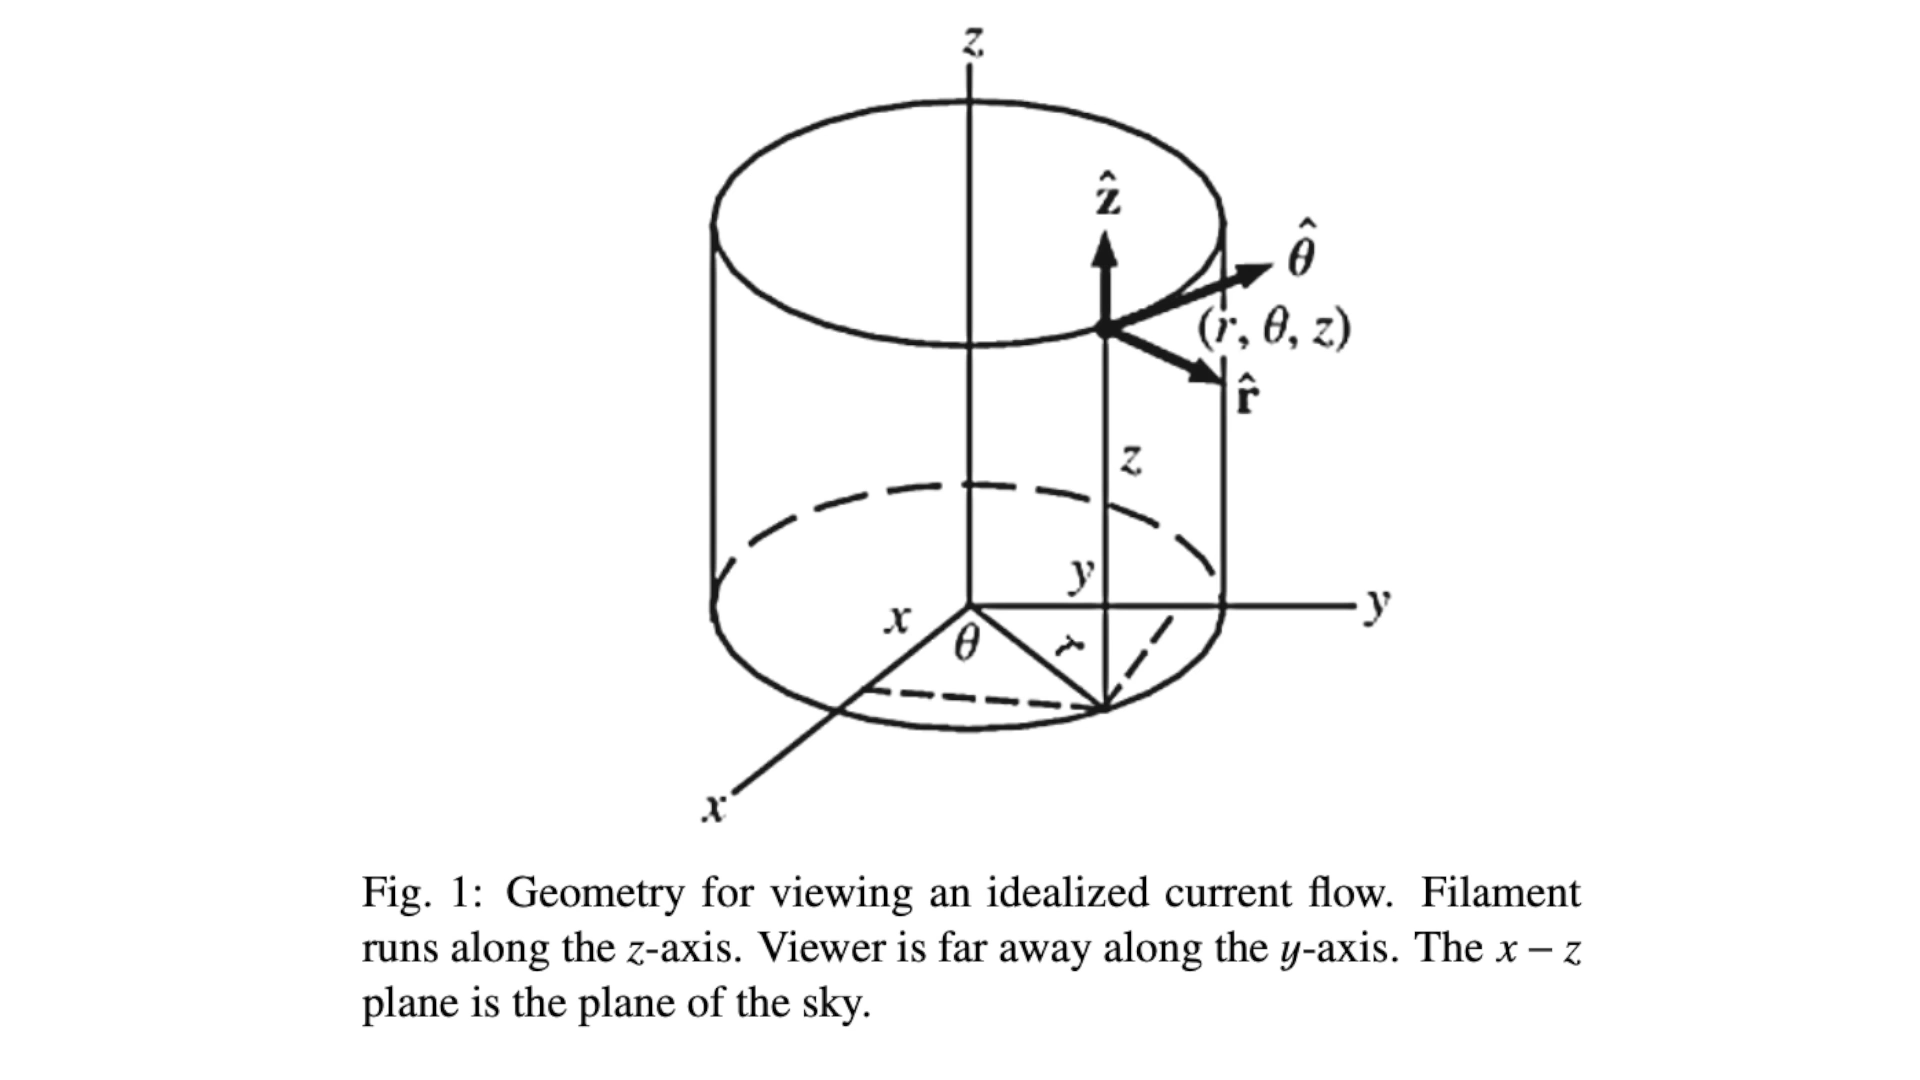 z
ẑ
θ̂
(r, θ, z)
r̂
z
y
x
y
θ
r
x
Fig. 1: Geometry for viewing an idealized current flow. Filament
runs along the z-axis. Viewer is far away along the y-axis. The x – z
plane is the plane of the sky.